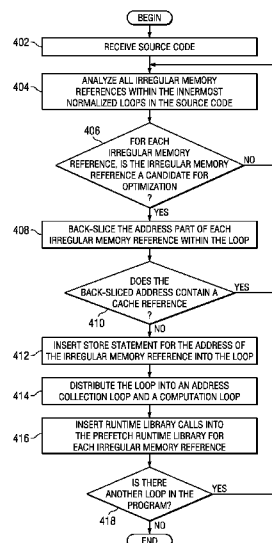 BEGIN
402
RECEIVE SOURCE CODE
404
ANALYZE ALL IRREGULAR MEMORY
REFERENCES WITHIN THE INNERMOST
NORMALIZED LOOPS IN THE SOURCE CODE
406
FOR EACH
IRREGULAR MEMORY
REFERENCE, IS THE IRREGULAR MEMORY
REFERENCE A CANDIDATE FOR
OPTIMIZATION
?
NO
YES
408
BACK-SLICE THE ADDRESS PART OF EACH
IRREGULAR MEMORY REFERENCE WITHIN THE LOOP
DOES THE
BACK-SLICED ADDRESS CONTAIN A
CACHE REFERENCE
?
YES
410
NO
412
INSERT STORE STATEMENT FOR THE ADDRESS OF
THE IRREGULAR MEMORY REFERENCE INTO THE LOOP
414
DISTRIBUTE THE LOOP INTO AN ADDRESS
COLLECTION LOOP AND A COMPUTATION LOOP
416
INSERT RUNTIME LIBRARY CALLS INTO
THE PREFETCH RUNTIME LIBRARY FOR
EACH IRREGULAR MEMORY REFERENCE
IS THERE
ANOTHER LOOP IN THE
PROGRAM?
YES
418
NO
END